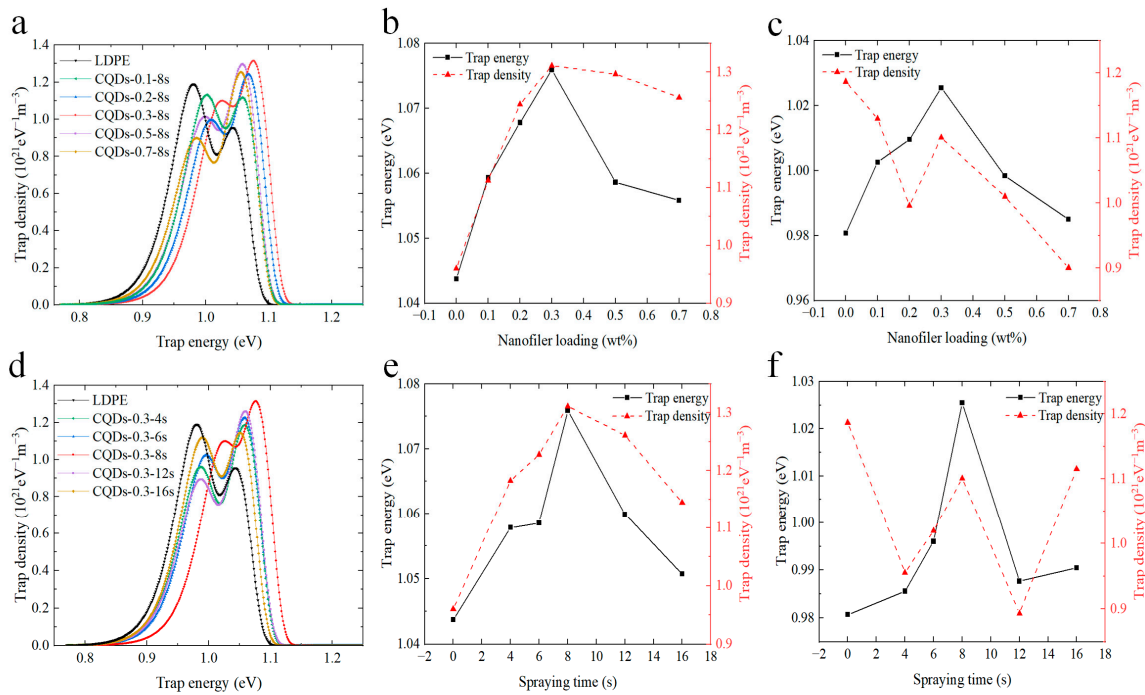 a
Trap density (10²¹eV⁻¹m⁻³)
1.4
1.2
1.0
0.8
0.6
0.4
0.2
0.0
LDPE
CQDs-0.1-8s
CQDs-0.2-8s
CQDs-0.3-8s
CQDs-0.5-8s
CQDs-0.7-8s
0.8 0.9 1.0 1.1 1.2
Trap energy (eV)
b
Trap energy (eV)
1.08
1.07
1.06
1.05
1.04
Trap energy
Trap density
1.3
1.2
1.1
1.0
0.9
Trap density (10²¹eV⁻¹m⁻³)
−0.1 0.0 0.1 0.2 0.3 0.4 0.5 0.6 0.7 0.8
Nanofiler loading (wt%)
c
Trap energy (eV)
1.04
1.02
1.00
0.98
0.96
Trap energy
Trap density
1.2
1.1
1.0
0.9
Trap density (10²¹eV⁻¹m⁻³)
−0.1 0.0 0.1 0.2 0.3 0.4 0.5 0.6 0.7 0.8
Nanofiler loading (wt%)
d
Trap density (10²¹eV⁻¹m⁻³)
1.4
1.2
1.0
0.8
0.6
0.4
0.2
0.0
LDPE
CQDs-0.3-4s
CQDs-0.3-6s
CQDs-0.3-8s
CQDs-0.3-12s
CQDs-0.3-16s
0.8 0.9 1.0 1.1 1.2
Trap energy (eV)
e
Trap energy (eV)
1.08
1.07
1.06
1.05
1.04
Trap energy
Trap density
1.3
1.2
1.1
1.0
0.9
Trap density (10²¹eV⁻¹m⁻³)
−2 0 2 4 6 8 10 12 14 16 18
Spraying time (s)
f
Trap energy (eV)
1.03
1.02
1.01
1.00
0.99
0.98
Trap energy
Trap density
1.2
1.1
1.0
0.9
Trap density (10²¹eV⁻¹m⁻³)
−2 0 2 4 6 8 10 12 14 16 18
Spraying time (s)